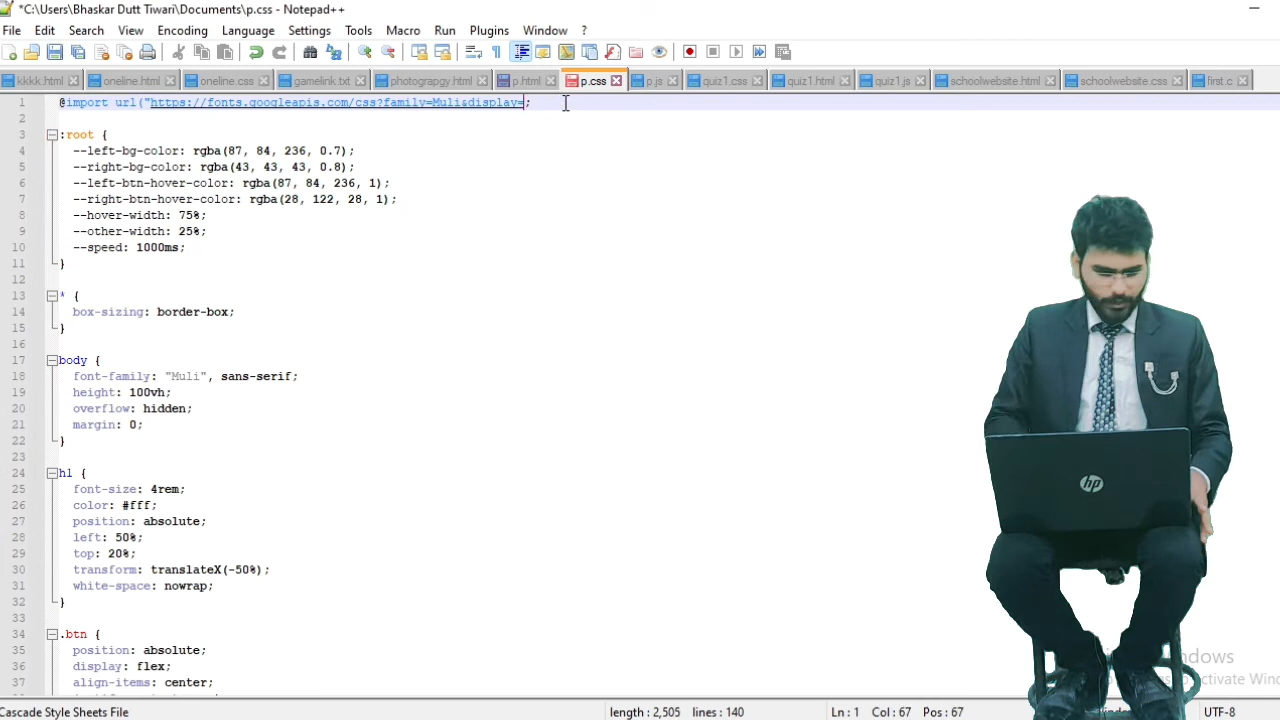 *C:\Users\Bhaskar Dutt Tiwari\Documents\p.css - Notepad++
File Edit Search View Encoding Language Settings Tools Macro Run Plugins Window ?
kkkk.html oneline.html oneline.css gamelink.txt photograpgy.html p.html p.css p.js quiz1.css quiz1.html quiz1.js schoolwebsite.html schoolwebsite.css first.c
1 @import url("https://fonts.googleapis.com/css?family=Muli&display=;
2
3 :root {
4 --left-bg-color: rgba(87, 84, 236, 0.7);
5 --right-bg-color: rgba(43, 43, 43, 0.8);
6 --left-btn-hover-color: rgba(87, 84, 236, 1);
7 --right-btn-hover-color: rgba(28, 122, 28, 1);
8 --hover-width: 75%;
9 --other-width: 25%;
10 --speed: 1000ms;
11 }
12
13 * {
14 box-sizing: border-box;
15 }
16
17 body {
18 font-family: "Muli", sans-serif;
19 height: 100vh;
20 overflow: hidden;
21 margin: 0;
22 }
23
24 h1 {
25 font-size: 4rem;
26 color: #fff;
27 position: absolute;
28 left: 50%;
29 top: 20%;
30 transform: translateX(-50%);
31 white-space: nowrap;
32 }
33
34 .btn {
35 position: absolute;
36 display: flex;
37 align-items: center;
hp
ndows
ctivate Wind
Cascade Style Sheets File length : 2,505 lines : 140 Ln : 1 Col : 67 Pos : 67 UTF-8